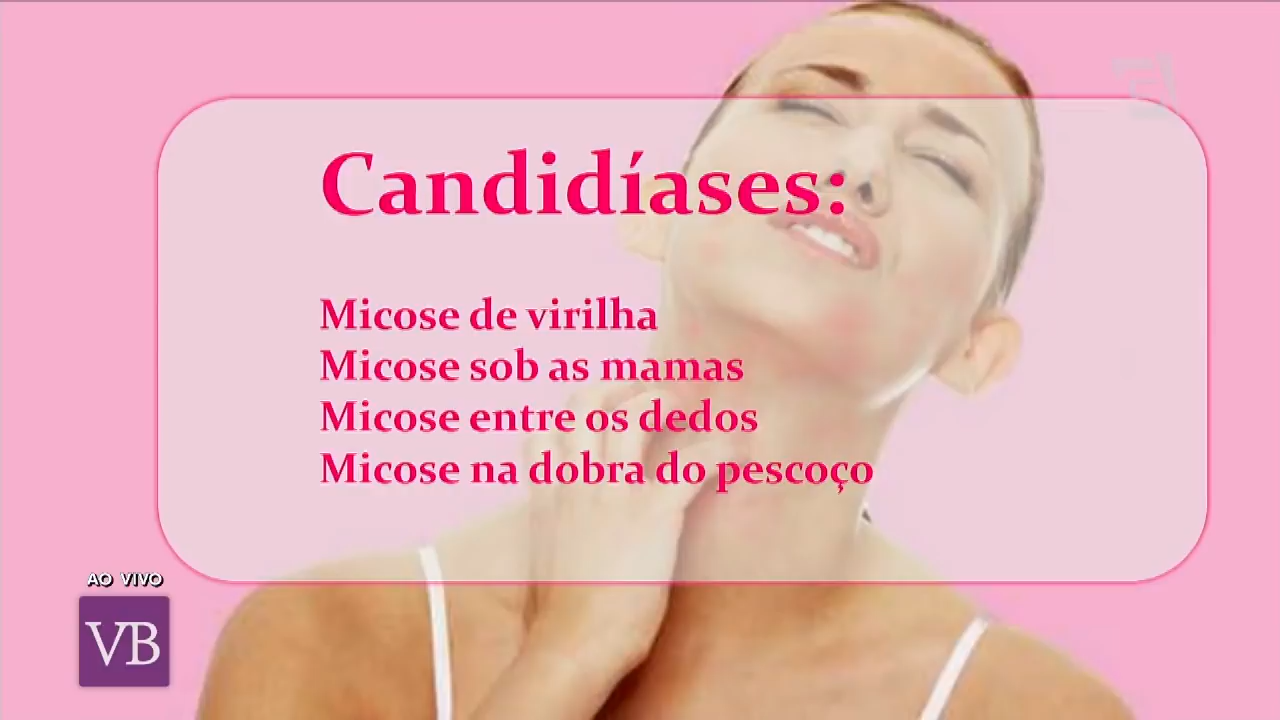 Candidíases:
Micose de virilha
Micose sob as mamas
Micose entre os dedos
Micose na dobra do pescoço
AO VIVO
VB